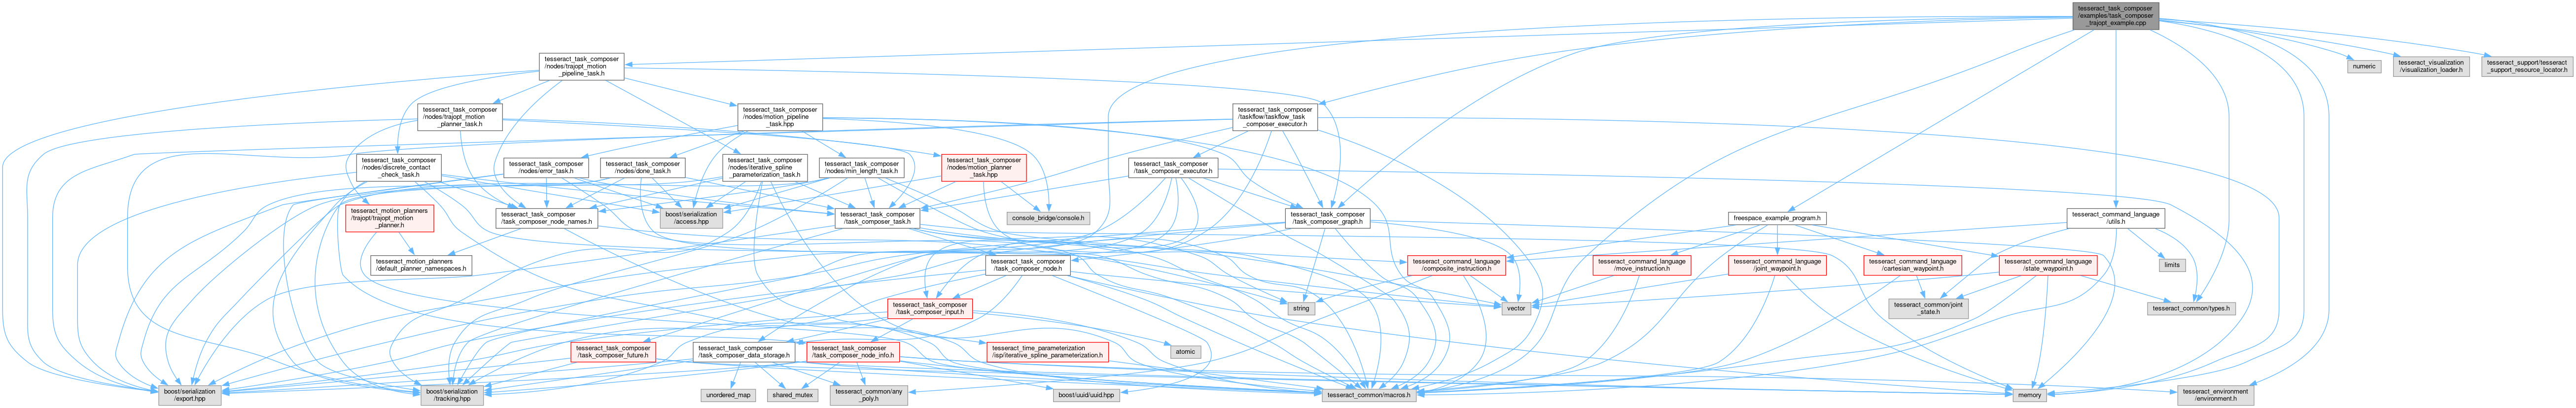 tesseract_task_composer
/examples/task_composer
_trajopt_example.cpp
tesseract_task_composer
/nodes/trajopt_motion
_pipeline_task.h
numeric
tesseract_visualization
/visualization_loader.h
tesseract_support/tesseract
_support_resource_locator.h
tesseract_task_composer
/nodes/trajopt_motion
_planner_task.h
tesseract_task_composer
/nodes/motion_pipeline
_task.hpp
tesseract_task_composer
/taskflow/taskflow_task
_composer_executor.h
tesseract_task_composer
/nodes/discrete_contact
_check_task.h
tesseract_task_composer
/nodes/error_task.h
tesseract_task_composer
/nodes/done_task.h
tesseract_task_composer
/nodes/iterative_spline
_parameterization_task.h
tesseract_task_composer
/nodes/min_length_task.h
tesseract_task_composer
/nodes/motion_planner
_task.hpp
tesseract_task_composer
/task_composer_executor.h
tesseract_motion_planners
/trajopt/trajopt_motion
_planner.h
tesseract_task_composer
/task_composer_node_names.h
boost/serialization
/access.hpp
tesseract_task_composer
/task_composer_task.h
console_bridge/console.h
tesseract_task_composer
/task_composer_graph.h
freespace_example_program.h
tesseract_command_language
/utils.h
tesseract_motion_planners
/default_planner_namespaces.h
tesseract_task_composer
/task_composer_node.h
tesseract_command_language
/composite_instruction.h
tesseract_command_language
/move_instruction.h
tesseract_command_language
/joint_waypoint.h
tesseract_command_language
/cartesian_waypoint.h
tesseract_command_language
/state_waypoint.h
limits
tesseract_task_composer
/task_composer_input.h
string
vector
tesseract_common/joint
_state.h
tesseract_common/types.h
tesseract_task_composer
/task_composer_future.h
tesseract_task_composer
/task_composer_data_storage.h
tesseract_task_composer
/task_composer_node_info.h
tesseract_time_parameterization
/isp/iterative_spline_parameterization.h
atomic
boost/serialization
/export.hpp
boost/serialization
/tracking.hpp
unordered_map
shared_mutex
tesseract_common/any
_poly.h
boost/uuid/uuid.hpp
tesseract_common/macros.h
memory
tesseract_environment
/environment.h